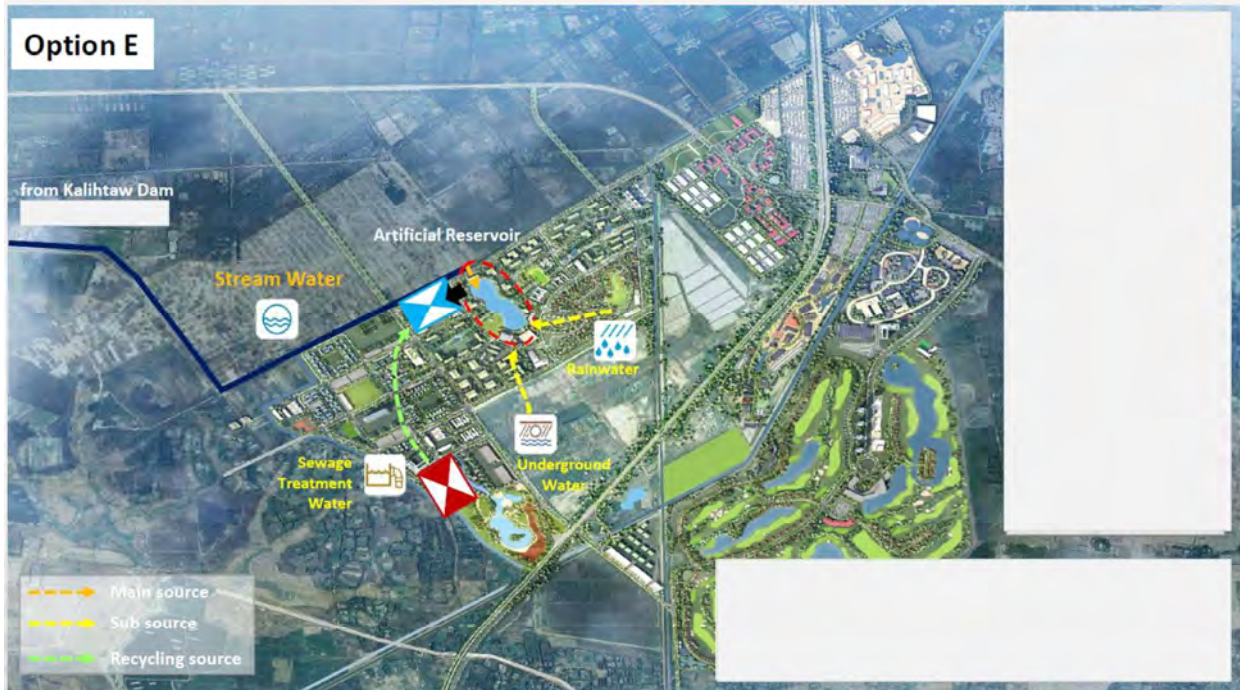 Option E
from Kalihtaw Dam
Artificial Reservoir
Stream Water
Rainwater
Underground
Water
Sewage
Treatment
Water
Main source
Sub source
Recycling source